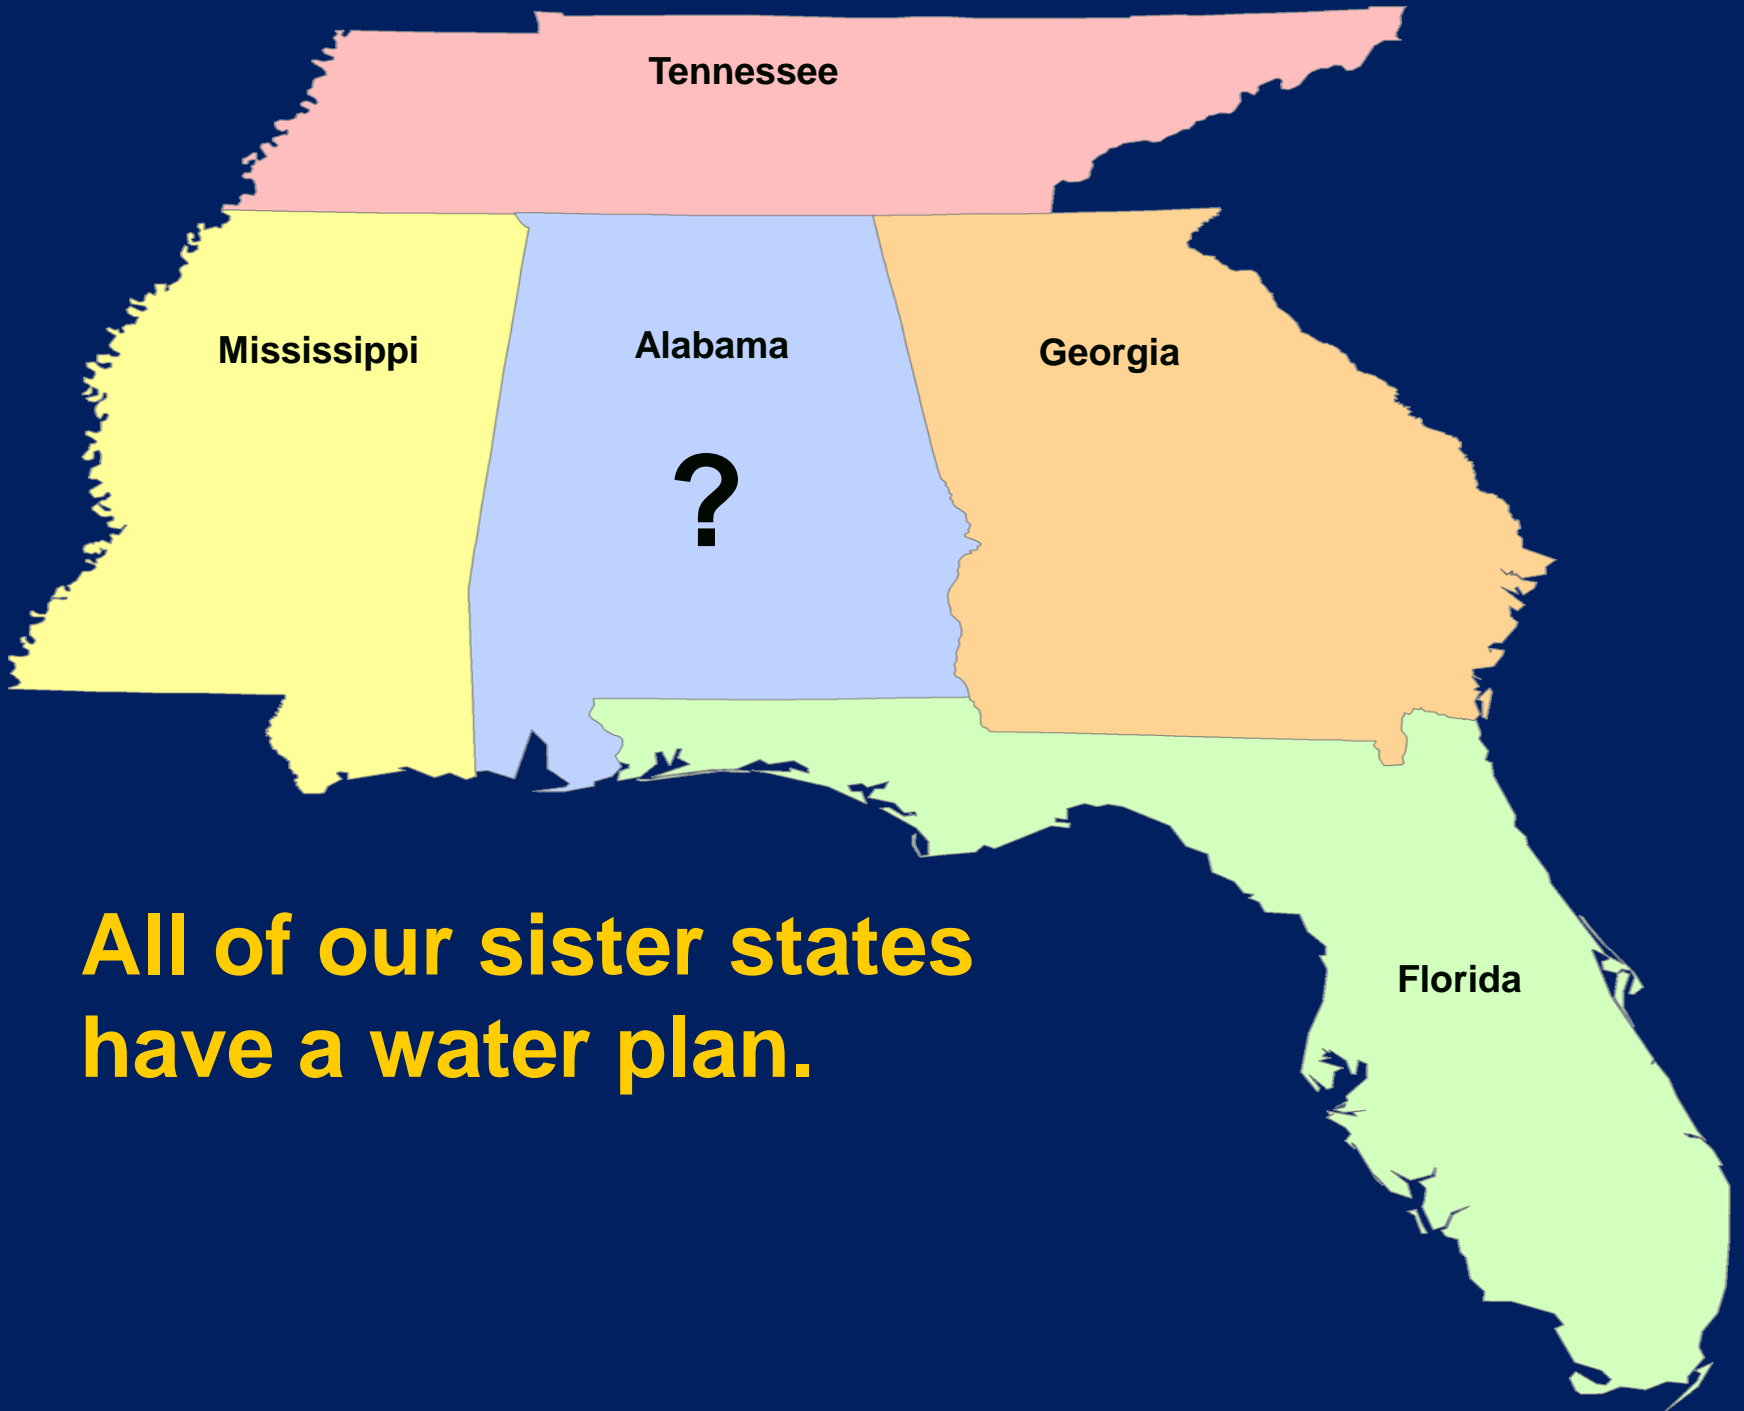 Tennessee
Mississippi
Alabama
Georgia
?
Florida
All of our sister states
have a water plan.